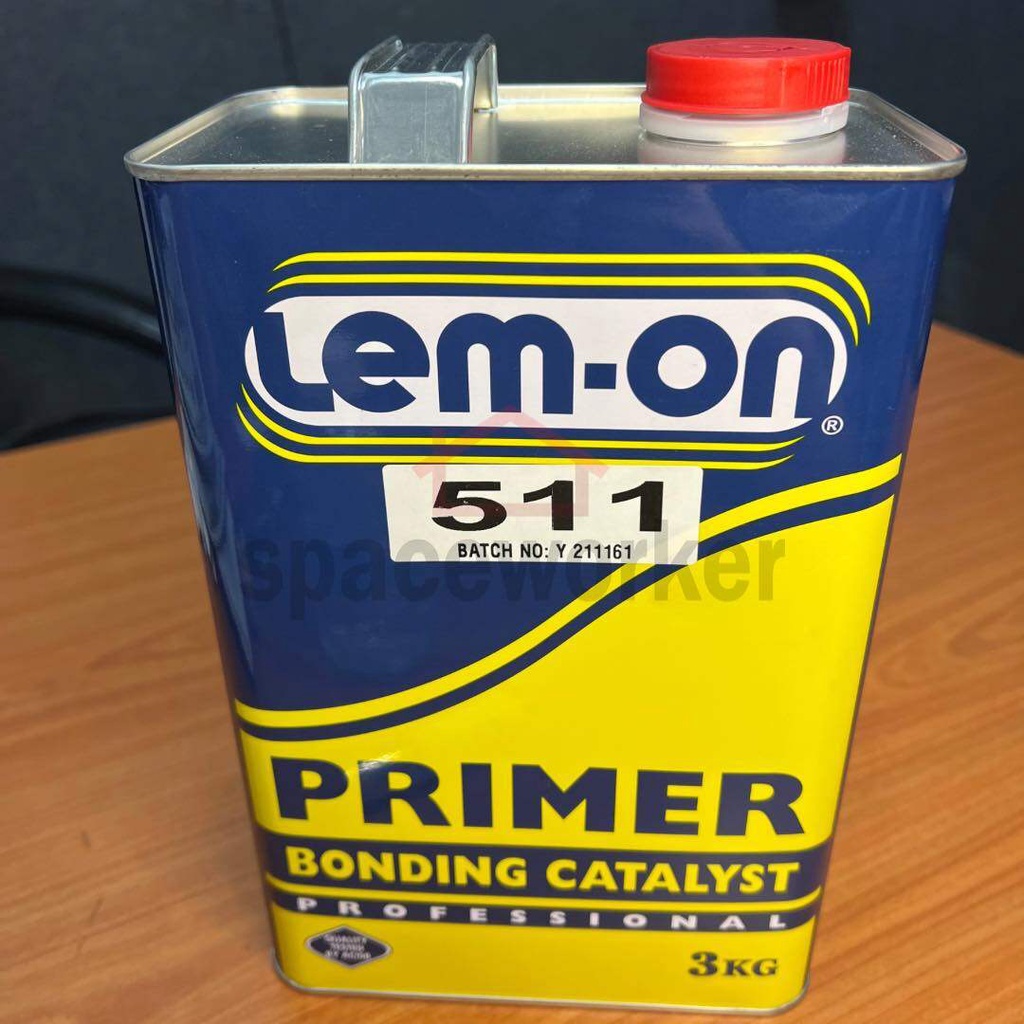 Lem-on®
511
BATCH NO: Y 211161
spaceworker
PRIMER
BONDING CATALYST
PROFESSIONAL
3KG